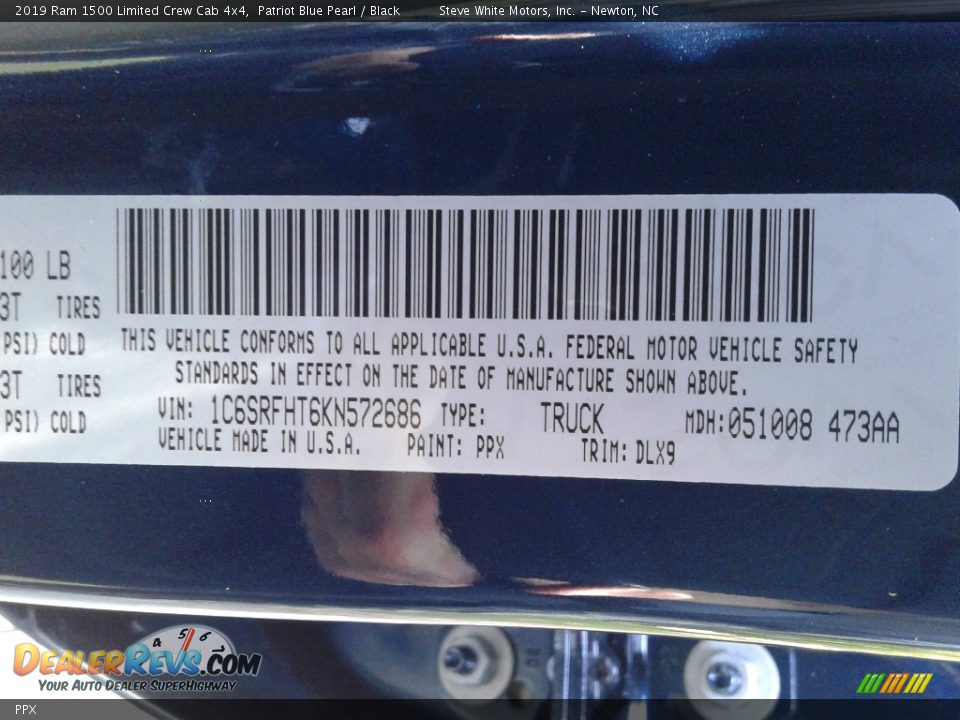 2019 Ram 1500 Limited Crew Cab 4x4, Patriot Blue Pearl / Black Steve White Motors, Inc. - Newton, NC
100 LB
3T TIRES
PSI) COLD
3T TIRES
PSI) COLD
THIS VEHICLE CONFORMS TO ALL APPLICABLE U.S.A. FEDERAL MOTOR VEHICLE SAFETY
STANDARDS IN EFFECT ON THE DATE OF MANUFACTURE SHOWN ABOVE.
VIN: 1C6SRFHT6KN572686 TYPE: TRUCK MDH:051008 473AA
VEHICLE MADE IN U.S.A. PAINT: PPX TRIM: DLX9
4 5 6
DEALERREVS.COM
YOUR AUTO DEALER SUPERHIGHWAY
PPX